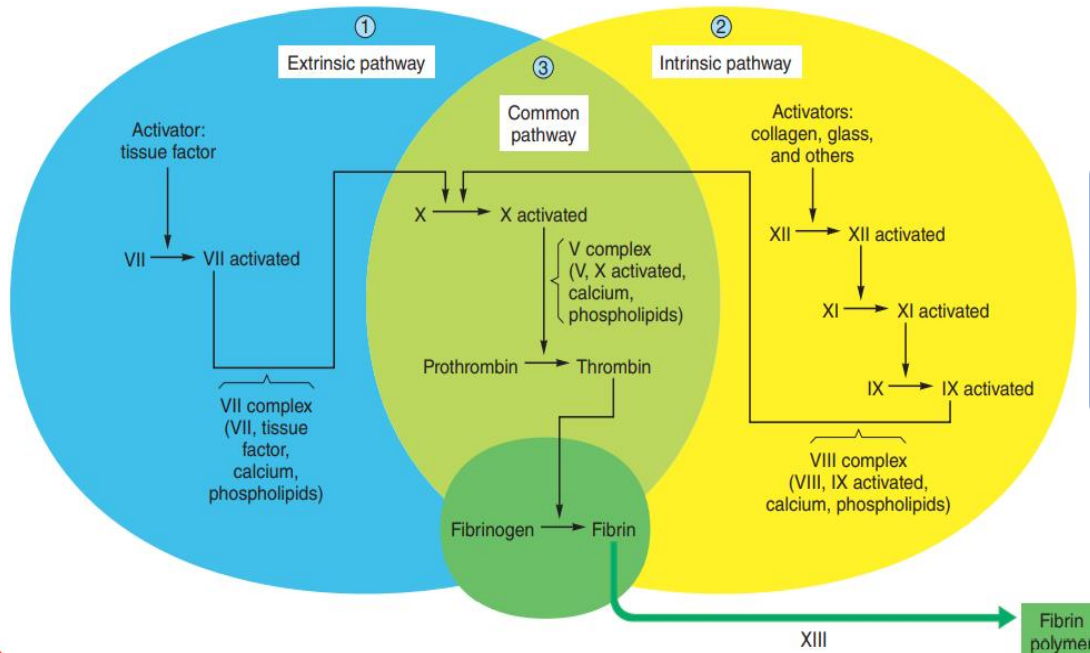 ①
Extrinsic pathway
Activator:
tissue factor
VII → VII activated
VII complex
(VII, tissue
factor,
calcium,
phospholipids)
③
Common
pathway
X → X activated
V complex
(V, X activated,
calcium,
phospholipids)
Prothrombin → Thrombin
Fibrinogen → Fibrin
②
Intrinsic pathway
Activators:
collagen, glass,
and others
XII → XII activated
XI → XI activated
IX → IX activated
VIII complex
(VIII, IX activated,
calcium, phospholipids)
XIII
Fibrin
polymer